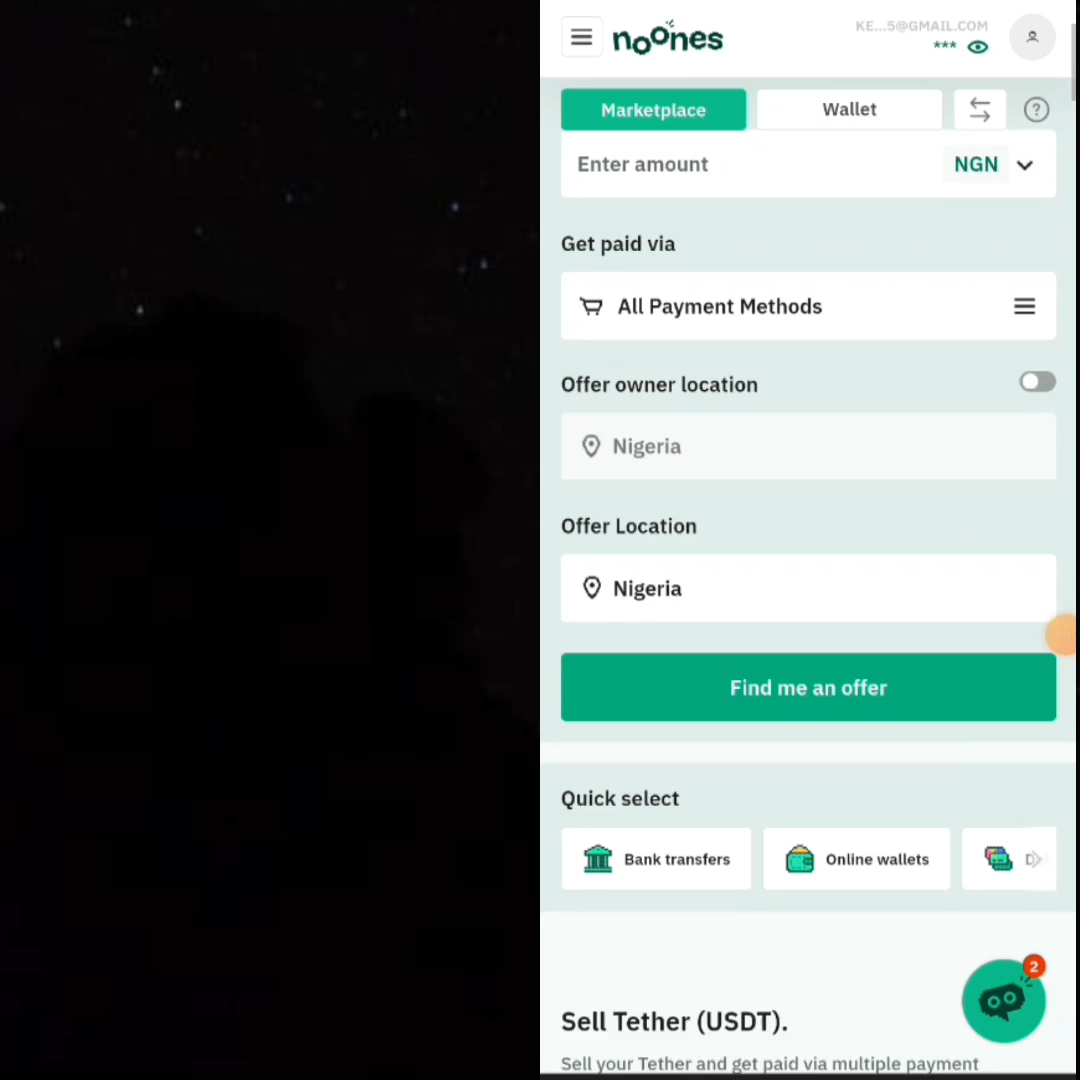 noones
KE...5@GMAIL.COM
***
Marketplace
Wallet
?
Enter amount
NGN
Get paid via
All Payment Methods
Offer owner location
Nigeria
Offer Location
Nigeria
Find me an offer
Quick select
Bank transfers
Online wallets
D
2
Sell Tether (USDT).
Sell your Tether and get paid via multiple payment